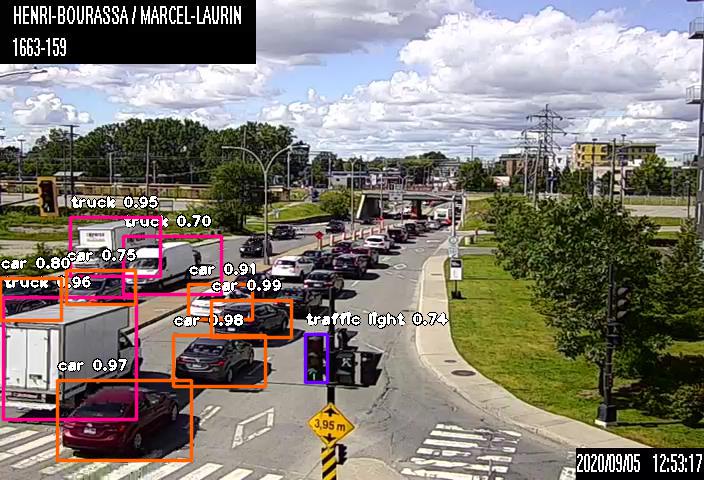 HENRI-BOURASSA / MARCEL-LAURIN
1663-159
truck 0.95
truck 0.70
car 0.75
car 0.80
truck 0.96
car 0.91
car 0.99
car 0.98
traffic light 0.74
car 0.97
3,95 m
2020/09/05 12:53:17